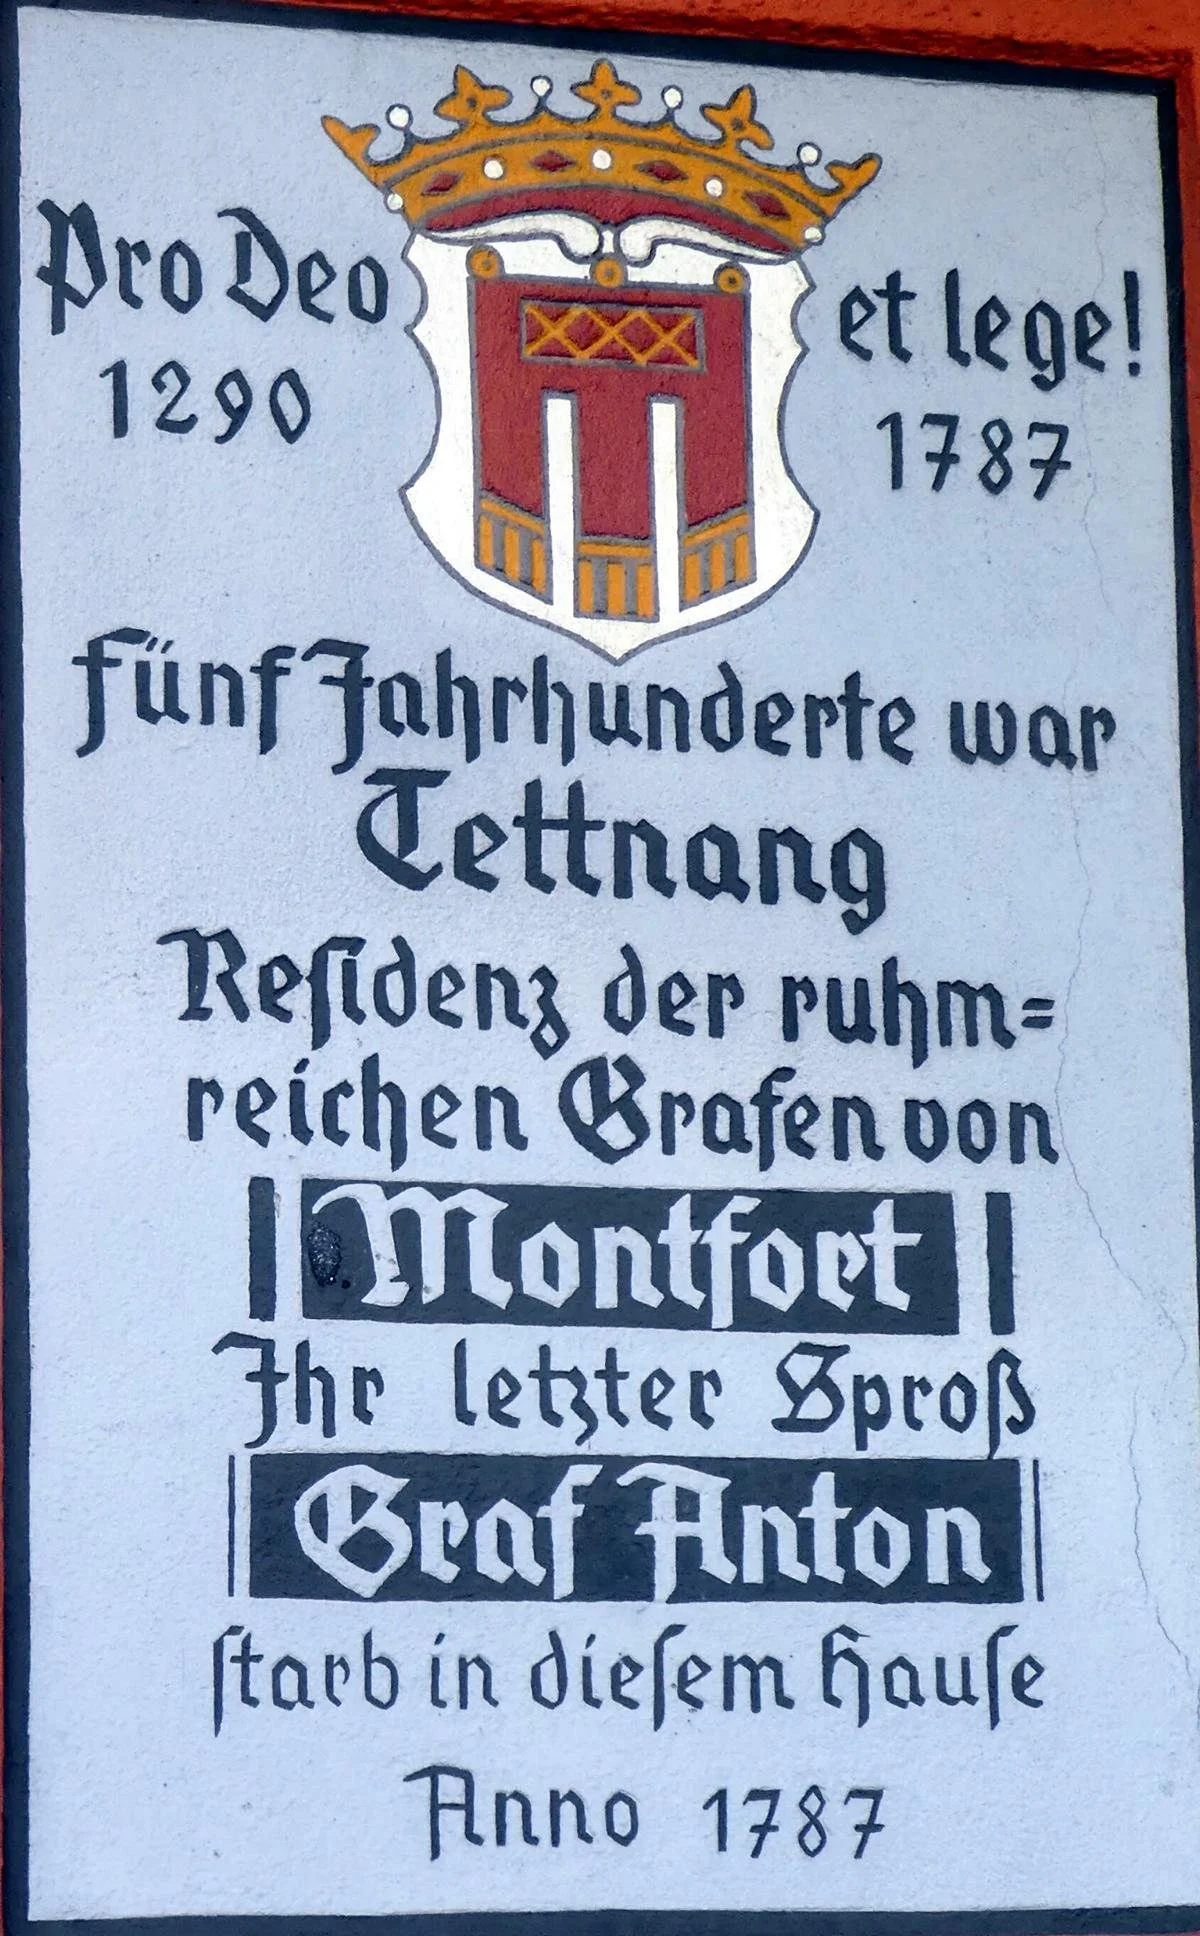 Pro Deo et lege!
1290 1787
fünf Jahrhunderte war
Tettnang
Reſidenz der ruhm=
reichen Grafen von
Montfort
Ihr letzter Sproß
Graf Anton
ſtarb in dieſem Hauſe
Anno 1787